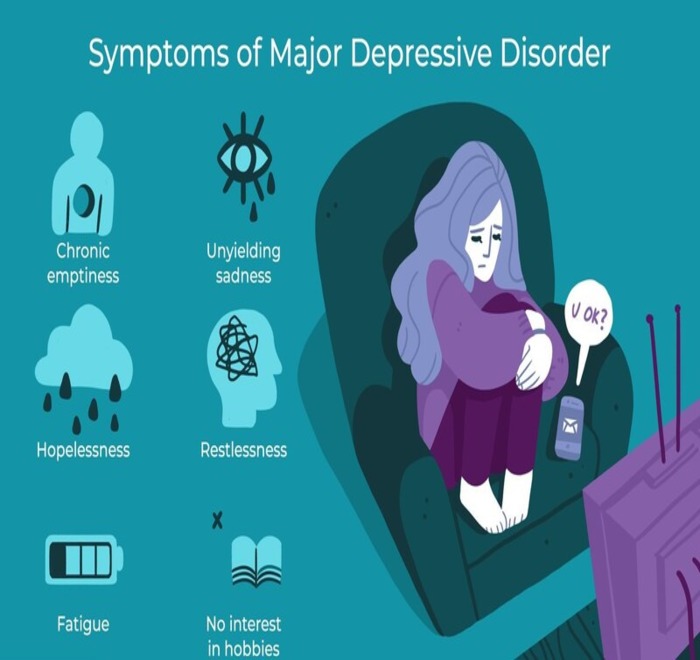 Symptoms of Major Depressive Disorder
Chronic
emptiness
Unyielding
sadness
U OK?
Hopelessness
Restlessness
x
Fatigue
No interest
in hobbies